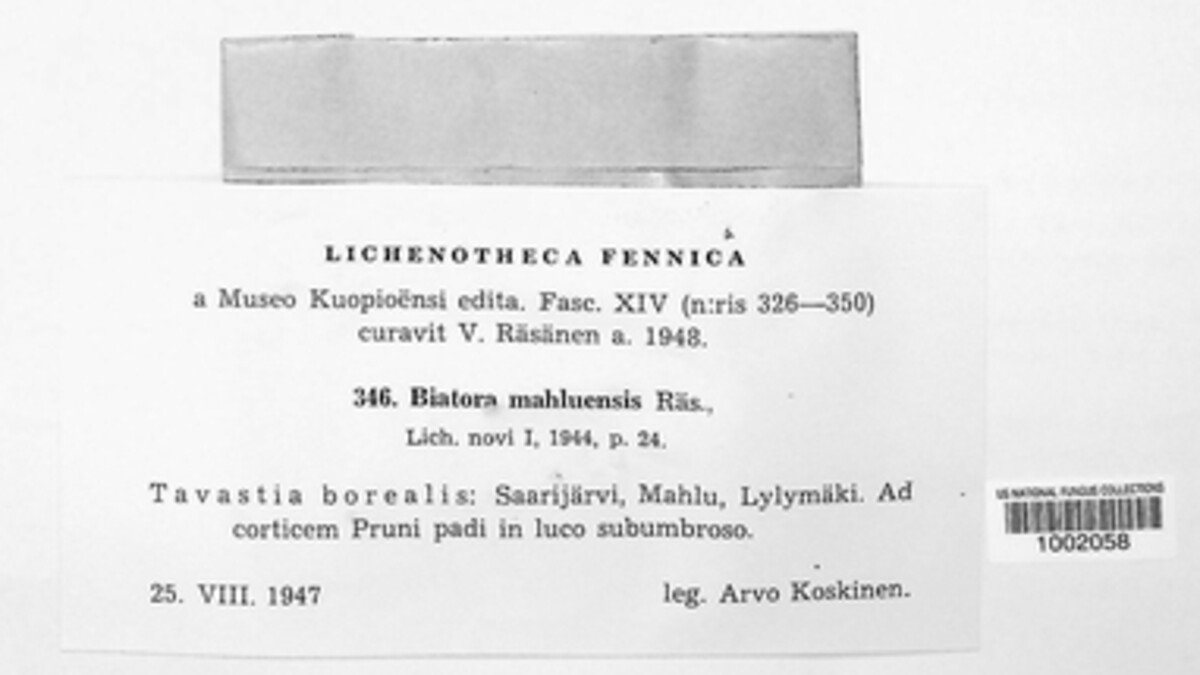 LICHENOTHECA FENNICA
a Museo Kuopioënsi edita. Fasc. XIV (n:ris 326—350)
curavit V. Räsänen a. 1948.
346. Biatora mahluensis Räs.,
Lich. novi I, 1944, p. 24.
Tavastia borealis: Saarijärvi, Mahlu, Lylymäki. Ad
corticem Pruni padi in luco subumbroso.
25. VIII. 1947 leg. Arvo Koskinen.
US NATIONAL FUNGUS COLLECTIONS
1002058